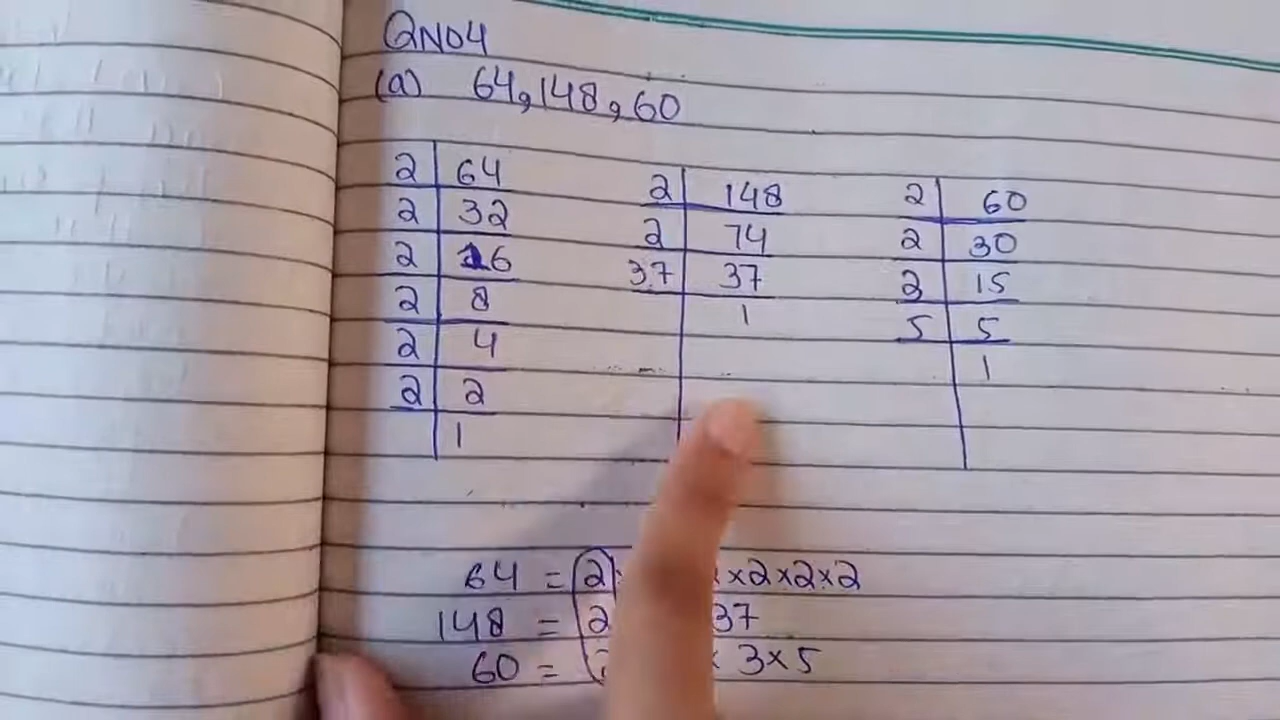 QNO4
(a) 64,148,60
2 64 2 148 2 60
2 32 2 74 2 30
2 16 37 37 2 15
2 8 1 5 5
2 4 1
2 2
1
64 = 2 ×2×2×2
148 = 2 37
60 = × 3×5